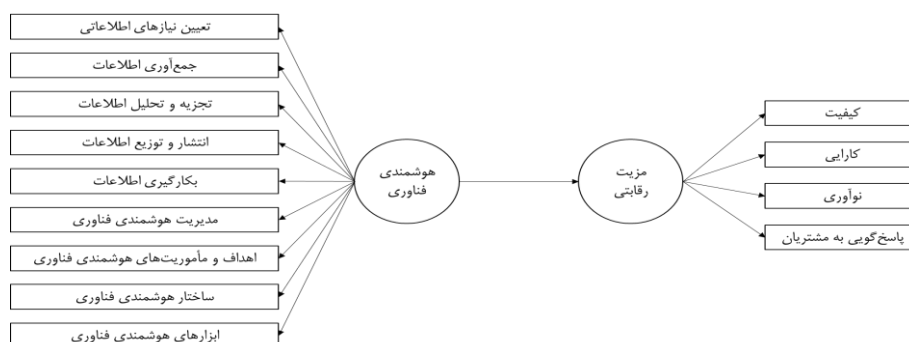 تعیین نیازهای اطلاعاتی
جمع‌آوری اطلاعات
تجزیه و تحلیل اطلاعات
انتشار و توزیع اطلاعات
بکارگیری اطلاعات
مدیریت هوشمندی فناوری
اهداف و مأموریت‌های هوشمندی فناوری
ساختار هوشمندی فناوری
ابزارهای هوشمندی فناوری
هوشمندی
فناوری
مزیت
رقابتی
کیفیت
کارایی
نوآوری
پاسخ‌گویی به مشتریان